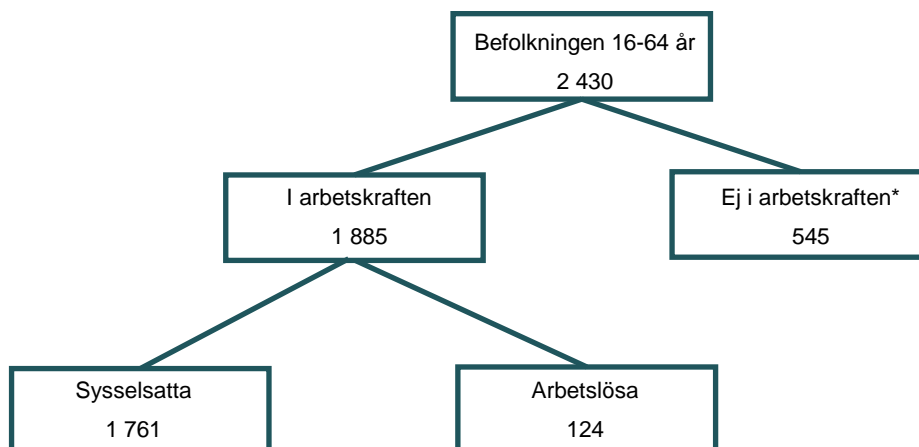 Befolkningen 16-64 år
2 430
I arbetskraften
1 885
Ej i arbetskraften*
545
Sysselsatta
1 761
Arbetslösa
124